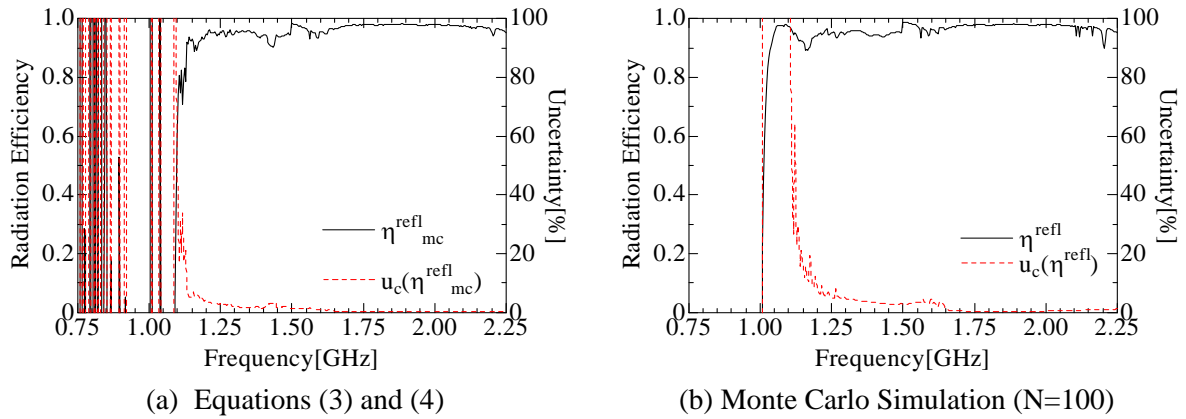 Radiation Efficiency
1.0
0.8
0.6
0.4
0.2
0
100
80
60
40
20
0
Uncertainty[%]
η^refl_mc
u_c(η^refl_mc)
0.75 1.00 1.25 1.50 1.75 2.00 2.25
Frequency[GHz]
(a) Equations (3) and (4)
Radiation Efficiency
1.0
0.8
0.6
0.4
0.2
0
100
80
60
40
20
0
Uncertainty[%]
η^refl
u_c(η^refl)
0.75 1.00 1.25 1.50 1.75 2.00 2.25
Frequency[GHz]
(b) Monte Carlo Simulation (N=100)